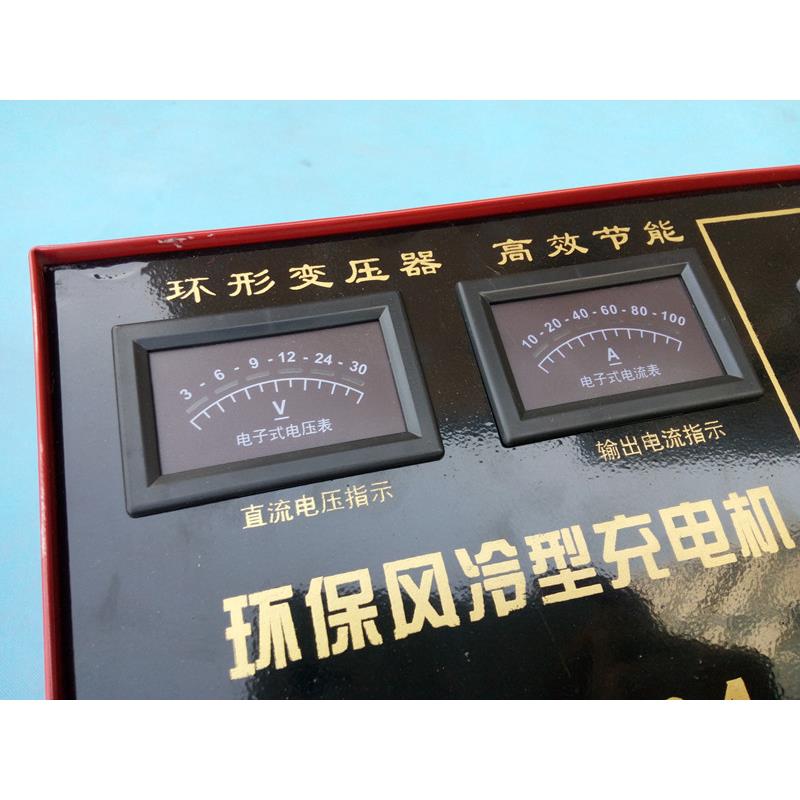 环形变压器 高效节能
3 - 6 - 9 - 12 - 24 - 30
V
电子式电压表
直流电压指示
10 - 20 - 40 - 60 - 80 - 100
A
电子式电流表
输出电流指示
环保风冷型充电机
A